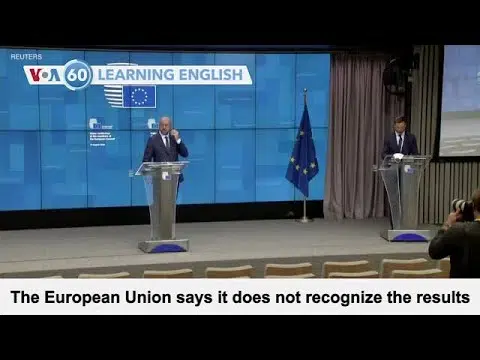 REUTERS
VOA 60 LEARNING ENGLISH
The European Union says it does not recognize the results